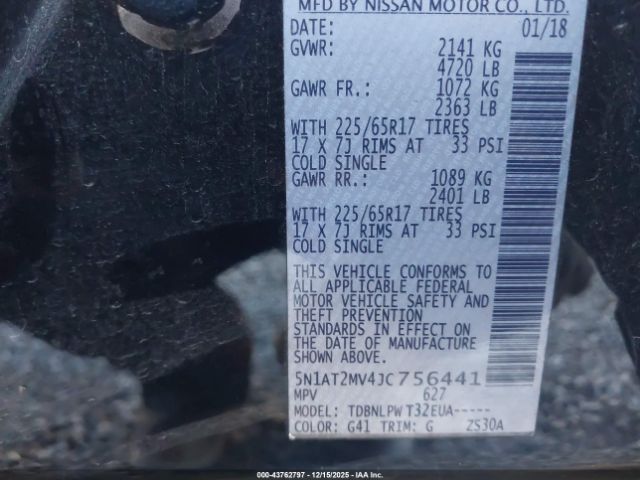 MFD BY NISSAN MOTOR CO., LTD.
DATE: 01/18
GVWR: 2141 KG
4720 LB
GAWR FR.: 1072 KG
2363 LB
WITH 225/65R17 TIRES
17 X 7J RIMS AT 33 PSI
COLD SINGLE
GAWR RR.: 1089 KG
2401 LB
WITH 225/65R17 TIRES
17 X 7J RIMS AT 33 PSI
COLD SINGLE
THIS VEHICLE CONFORMS TO
ALL APPLICABLE FEDERAL
MOTOR VEHICLE SAFETY AND
THEFT PREVENTION
STANDARDS IN EFFECT ON
THE DATE OF MANUFACTURE
SHOWN ABOVE.
5N1AT2MV4JC756441
MPV 627
MODEL: TDBNLPW T32EUA-----
COLOR: G41 TRIM: G ZS30A
000-43762797 - 12/15/2025 - IAA Inc.